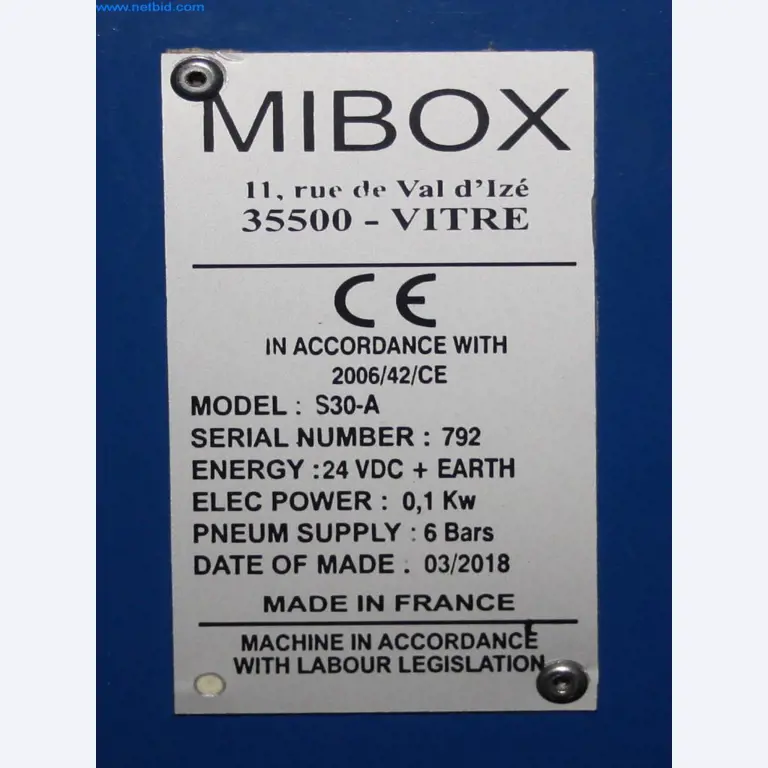 www.netbid.com
MIBOX
11, rue de Val d'Izé
35500 - VITRE
CE
IN ACCORDANCE WITH
2006/42/CE
MODEL : S30-A
SERIAL NUMBER : 792
ENERGY :24 VDC + EARTH
ELEC POWER : 0,1 Kw
PNEUM SUPPLY : 6 Bars
DATE OF MADE : 03/2018
MADE IN FRANCE
MACHINE IN ACCORDANCE
WITH LABOUR LEGISLATION